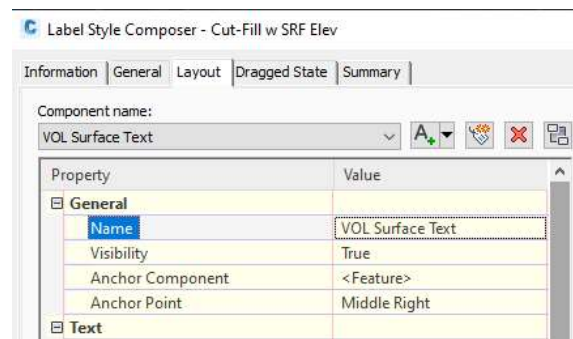 Label Style Composer - Cut-Fill w SRF Elev
Information General Layout Dragged State Summary
Component name:
VOL Surface Text
Property Value
General
Name VOL Surface Text
Visibility True
Anchor Component <Feature>
Anchor Point Middle Right
Text